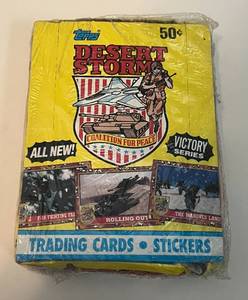 Topps
50¢
DESERT
STORM
COALITION FOR PEACE
ALL NEW!
VICTORY
SERIES
ROLLING OUT
TRADING CARDS • STICKERS